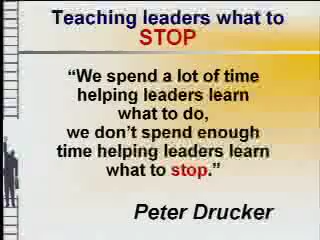 Teaching leaders what to
STOP
“We spend a lot of time
helping leaders learn
what to do,
we don’t spend enough
time helping leaders learn
what to stop.”
Peter Drucker